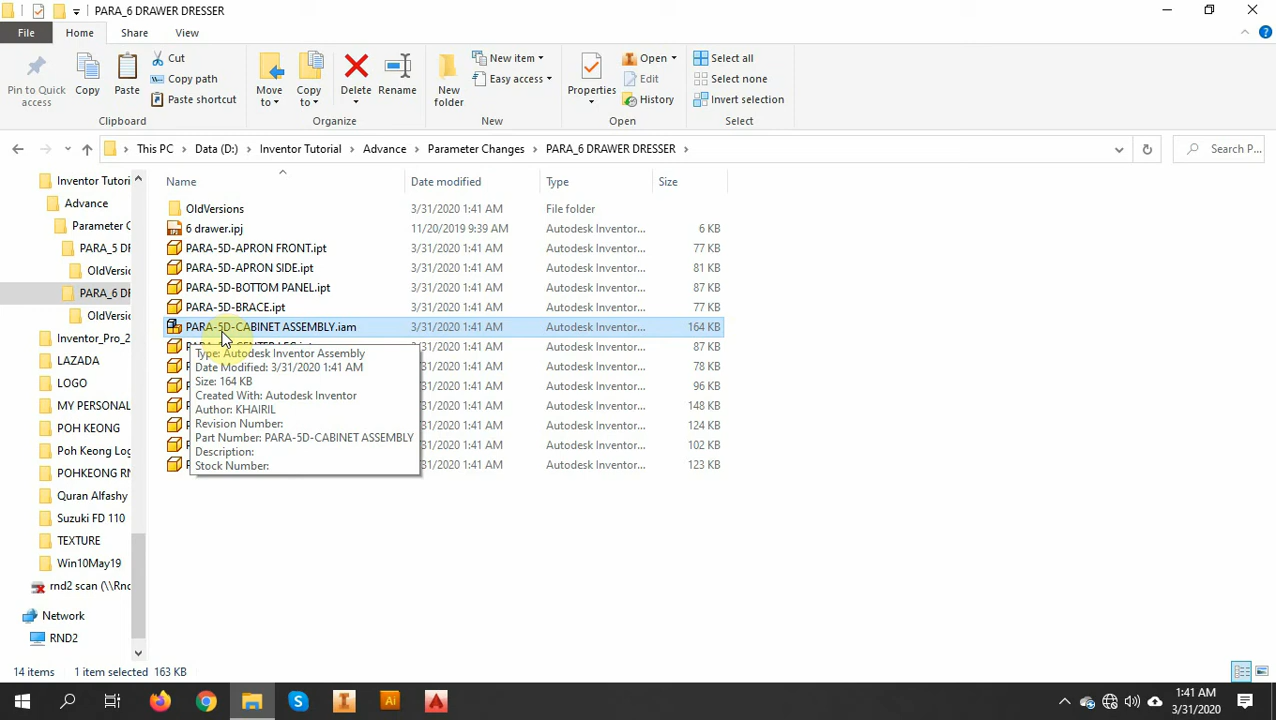 PARA_6 DRAWER DRESSER
File
Home
Share
View
Pin to Quick access
Copy
Paste
Cut
Copy path
Paste shortcut
Clipboard
Move to
Copy to
Delete
Rename
Organize
New folder
New item
Easy access
New
Properties
Open
Edit
History
Open
Select all
Select none
Invert selection
Select
This PC
Data (D:)
Inventor Tutorial
Advance
Parameter Changes
PARA_6 DRAWER DRESSER
Search P...
Inventor Tutori
Advance
Parameter C
PARA_5 DF
OldVersio
PARA_6 DF
OldVersio
Inventor_Pro_2
LAZADA
LOGO
MY PERSONAL
POH KEONG
Poh Keong Log
POHKEONG RN
Quran Alfashy
Suzuki FD 110
TEXTURE
Win10May19
rnd2 scan (\\Rnd
Network
RND2
Name Date modified Type Size
OldVersions 3/31/2020 1:41 AM File folder
6 drawer.ipj 11/20/2019 9:39 AM Autodesk Inventor... 6 KB
PARA-5D-APRON FRONT.ipt 3/31/2020 1:41 AM Autodesk Inventor... 77 KB
PARA-5D-APRON SIDE.ipt 3/31/2020 1:41 AM Autodesk Inventor... 81 KB
PARA-5D-BOTTOM PANEL.ipt 3/31/2020 1:41 AM Autodesk Inventor... 87 KB
PARA-5D-BRACE.ipt 3/31/2020 1:41 AM Autodesk Inventor... 77 KB
PARA-5D-CABINET ASSEMBLY.iam 3/31/2020 1:41 AM Autodesk Inventor... 164 KB
3/31/2020 1:41 AM Autodesk Inventor... 87 KB
3/31/2020 1:41 AM Autodesk Inventor... 78 KB
3/31/2020 1:41 AM Autodesk Inventor... 96 KB
3/31/2020 1:41 AM Autodesk Inventor... 148 KB
3/31/2020 1:41 AM Autodesk Inventor... 124 KB
3/31/2020 1:41 AM Autodesk Inventor... 102 KB
3/31/2020 1:41 AM Autodesk Inventor... 123 KB
Type: Autodesk Inventor Assembly
Date Modified: 3/31/2020 1:41 AM
Size: 164 KB
Created With: Autodesk Inventor
Author: KHAIRIL
Revision Number:
Part Number: PARA-5D-CABINET ASSEMBLY
Description:
Stock Number:
14 items 1 item selected 163 KB
1:41 AM
3/31/2020